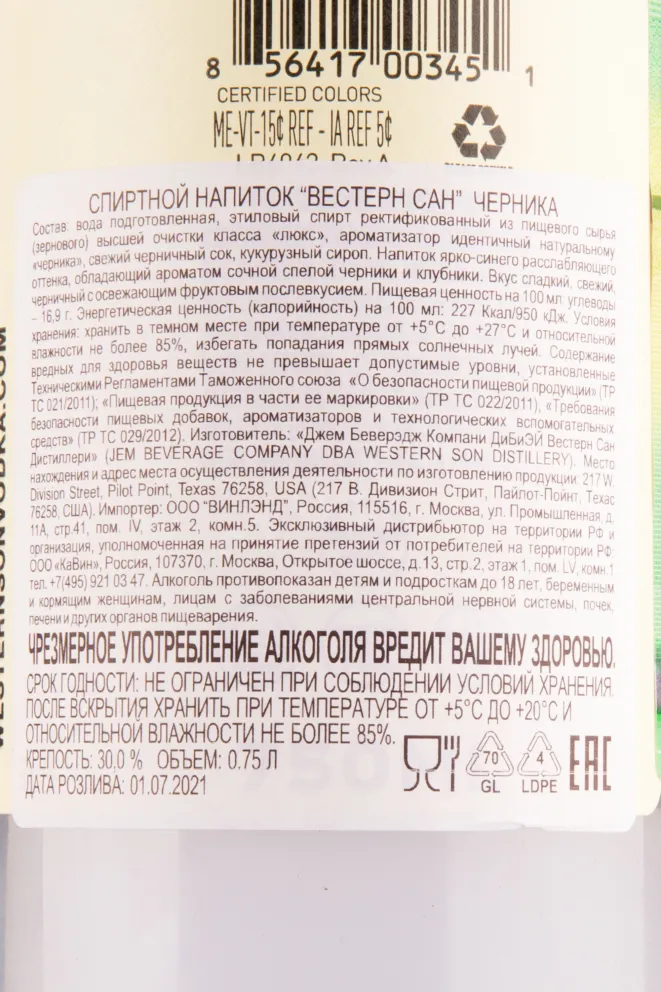 8 56417 00345 1
CERTIFIED COLORS
ME-VT-15¢ REF - IA REF 5¢
СПИРТНОЙ НАПИТОК "ВЕСТЕРН САН" ЧЕРНИКА
Состав: вода подготовленная, этиловый спирт ректификованный из пищевого сырья
(зернового) высшей очистки класса «люкс», ароматизатор идентичный натуральному
«черника», свежий черничный сок, кукурузный сироп. Напиток ярко-синего расслабляющего
оттенка, обладающий ароматом сочной спелой черники и клубники. Вкус сладкий, свежий,
черничный с освежающим фруктовым послевкусием. Пищевая ценность на 100 мл: углеводы
– 16,9 г. Энергетическая ценность (калорийность) на 100 мл: 227 Ккал/950 кДж. Условия
хранения: хранить в темном месте при температуре от +5°С до +27°С и относительной
влажности не более 85%, избегать попадания прямых солнечных лучей. Содержание
вредных для здоровья веществ не превышает допустимые уровни, установленные
Техническими Регламентами Таможенного союза «О безопасности пищевой продукции» (ТР
ТС 021/2011); «Пищевая продукция в части ее маркировки» (ТР ТС 022/2011), «Требования
безопасности пищевых добавок, ароматизаторов и технологических вспомогательных
средств» (ТР ТС 029/2012). Изготовитель: «Джем Беверэдж Компани ДиБиЭЙ Вестерн Сан
Дистиллери» (JEM BEVERAGE COMPANY DBA WESTERN SON DISTILLERY). Место
нахождения и адрес места осуществления деятельности по изготовлению продукции: 217 W.
Division Street, Pilot Point, Texas 76258, USA (217 В. Дивизион Стрит, Пайлот-Пойнт, Техас
76258, США). Импортер: ООО "ВИНЛЭНД", Россия, 115516, г. Москва, ул. Промышленная, д.
11А, стр.41, пом. IV, этаж 2, комн.5. Эксклюзивный дистрибьютор на территории РФ и
организация, уполномоченная на принятие претензий от потребителей на территории РФ:
ООО «КаВин», Россия, 107370, г. Москва, Открытое шоссе, д.13, стр.2, этаж 1, пом. LV, комн.1
тел. +7(495) 921 03 47. Алкоголь противопоказан детям и подросткам до 18 лет, беременным
и кормящим женщинам, лицам с заболеваниями центральной нервной системы, почек,
печени и других органов пищеварения.
ЧРЕЗМЕРНОЕ УПОТРЕБЛЕНИЕ АЛКОГОЛЯ ВРЕДИТ ВАШЕМУ ЗДОРОВЬЮ.
СРОК ГОДНОСТИ: НЕ ОГРАНИЧЕН ПРИ СОБЛЮДЕНИИ УСЛОВИЙ ХРАНЕНИЯ.
ПОСЛЕ ВСКРЫТИЯ ХРАНИТЬ ПРИ ТЕМПЕРАТУРЕ ОТ +5°С ДО +20°С И
ОТНОСИТЕЛЬНОЙ ВЛАЖНОСТИ НЕ БОЛЕЕ 85%.
КРЕПОСТЬ: 30,0 % ОБЪЕМ: 0.75 Л
ДАТА РОЗЛИВА: 01.07.2021
70
GL
4
LDPE
EAC
WESTERNSONVODKA.COM